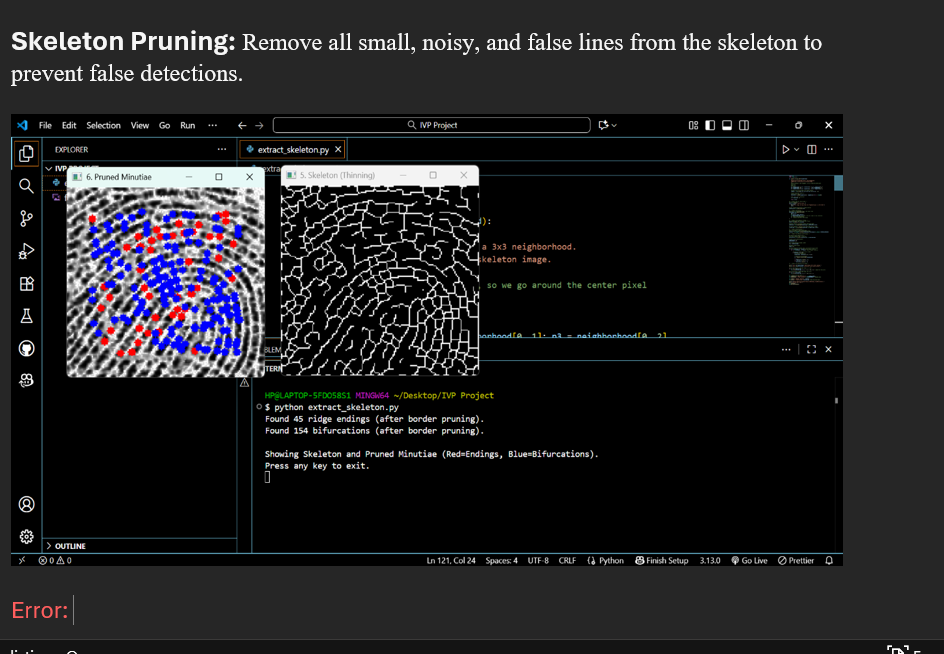 Skeleton Pruning: Remove all small, noisy, and false lines from the skeleton to
prevent false detections.
File Edit Selection View Go Run ··· IVP Project
EXPLORER ···
extract_skeleton.py
IVP PROJECT
6. Pruned Minutiae
5. Skeleton (Thinning)
):
a 3x3 neighborhood.
keleton image.
so we go around the center pixel
HP@LAPTOP-5FDO58S1 MINGW64 ~/Desktop/IVP Project
$ python extract_skeleton.py
Found 45 ridge endings (after border pruning).
Found 154 bifurcations (after border pruning).
Showing Skeleton and Pruned Minutiae (Red=Endings, Blue=Bifurcations).
Press any key to exit.
OUTLINE
0 0 Ln 121, Col 24 Spaces: 4 UTF-8 CRLF Python Finish Setup 3.13.0 Go Live Prettier
Error: